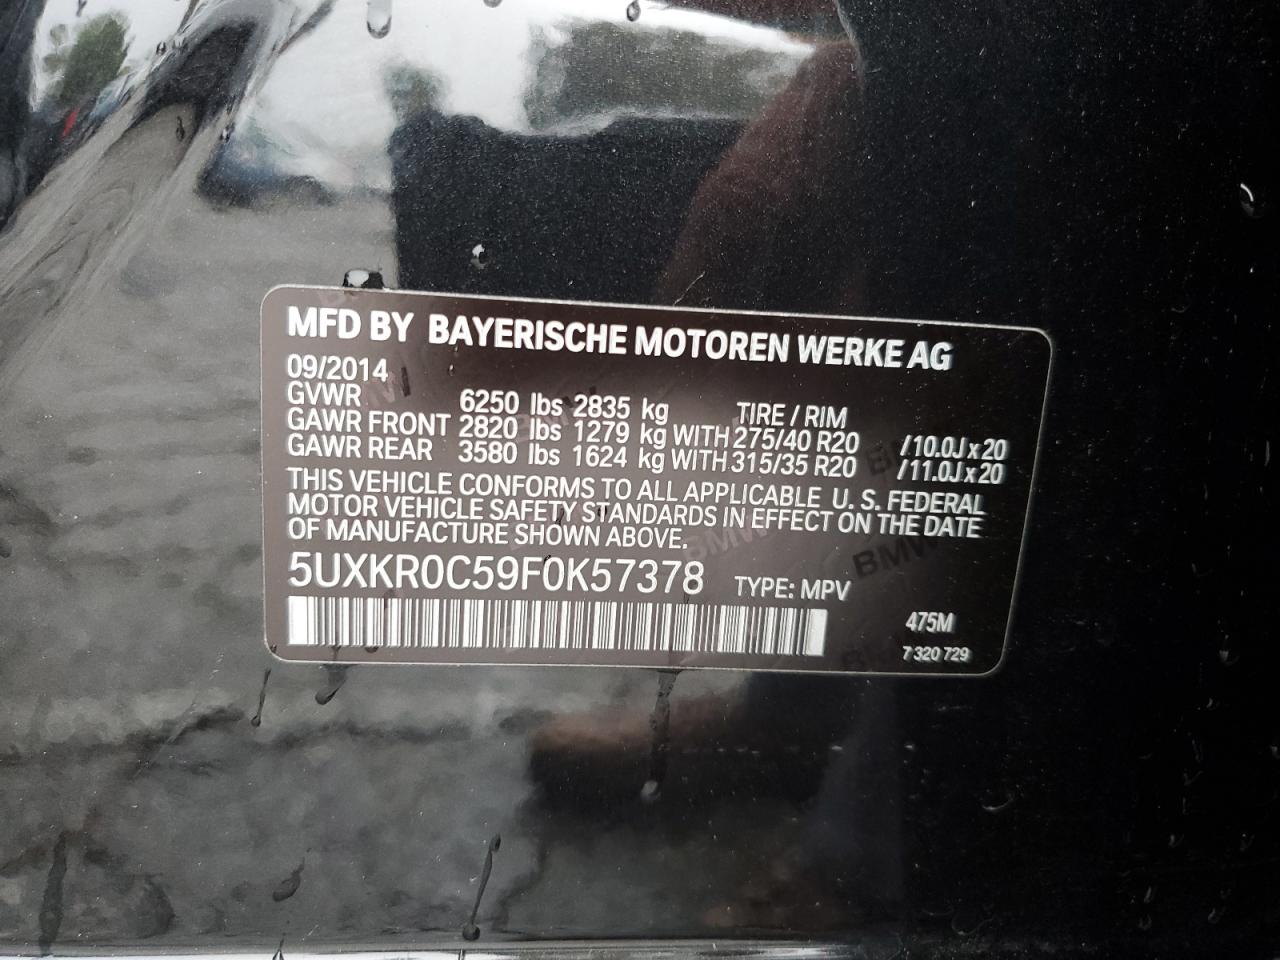 MFD BY BAYERISCHE MOTOREN WERKE AG
09/2014
GVWR 6250 lbs 2835 kg TIRE / RIM
GAWR FRONT 2820 lbs 1279 kg WITH 275/40 R20 /10.0J x 20
GAWR REAR 3580 lbs 1624 kg WITH 315/35 R20 /11.0J x 20
THIS VEHICLE CONFORMS TO ALL APPLICABLE U. S. FEDERAL
MOTOR VEHICLE SAFETY STANDARDS IN EFFECT ON THE DATE
OF MANUFACTURE SHOWN ABOVE.
5UXKR0C59F0K57378 TYPE: MPV
475M
7 320 729